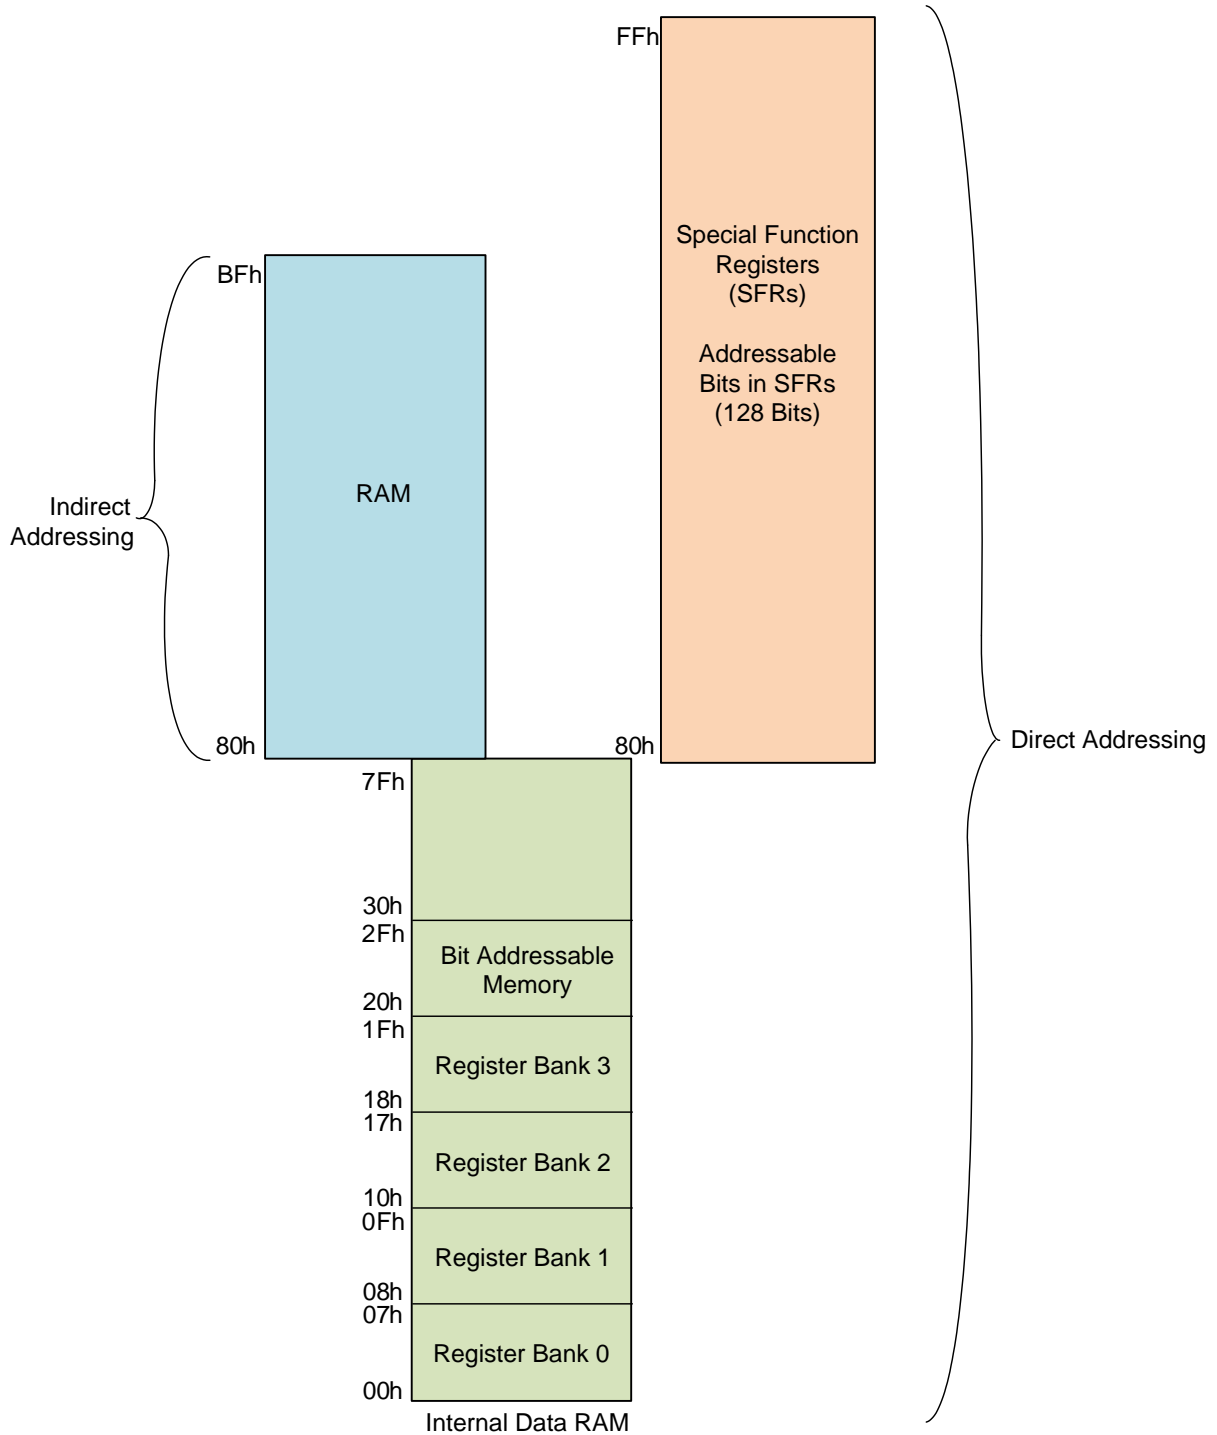 FFh
Special Function
Registers
(SFRs)
Addressable
Bits in SFRs
(128 Bits)
BFh
RAM
Indirect
Addressing
80h
80h
Direct Addressing
7Fh
30h
2Fh
Bit Addressable
Memory
20h
1Fh
Register Bank 3
18h
17h
Register Bank 2
10h
0Fh
Register Bank 1
08h
07h
Register Bank 0
00h
Internal Data RAM